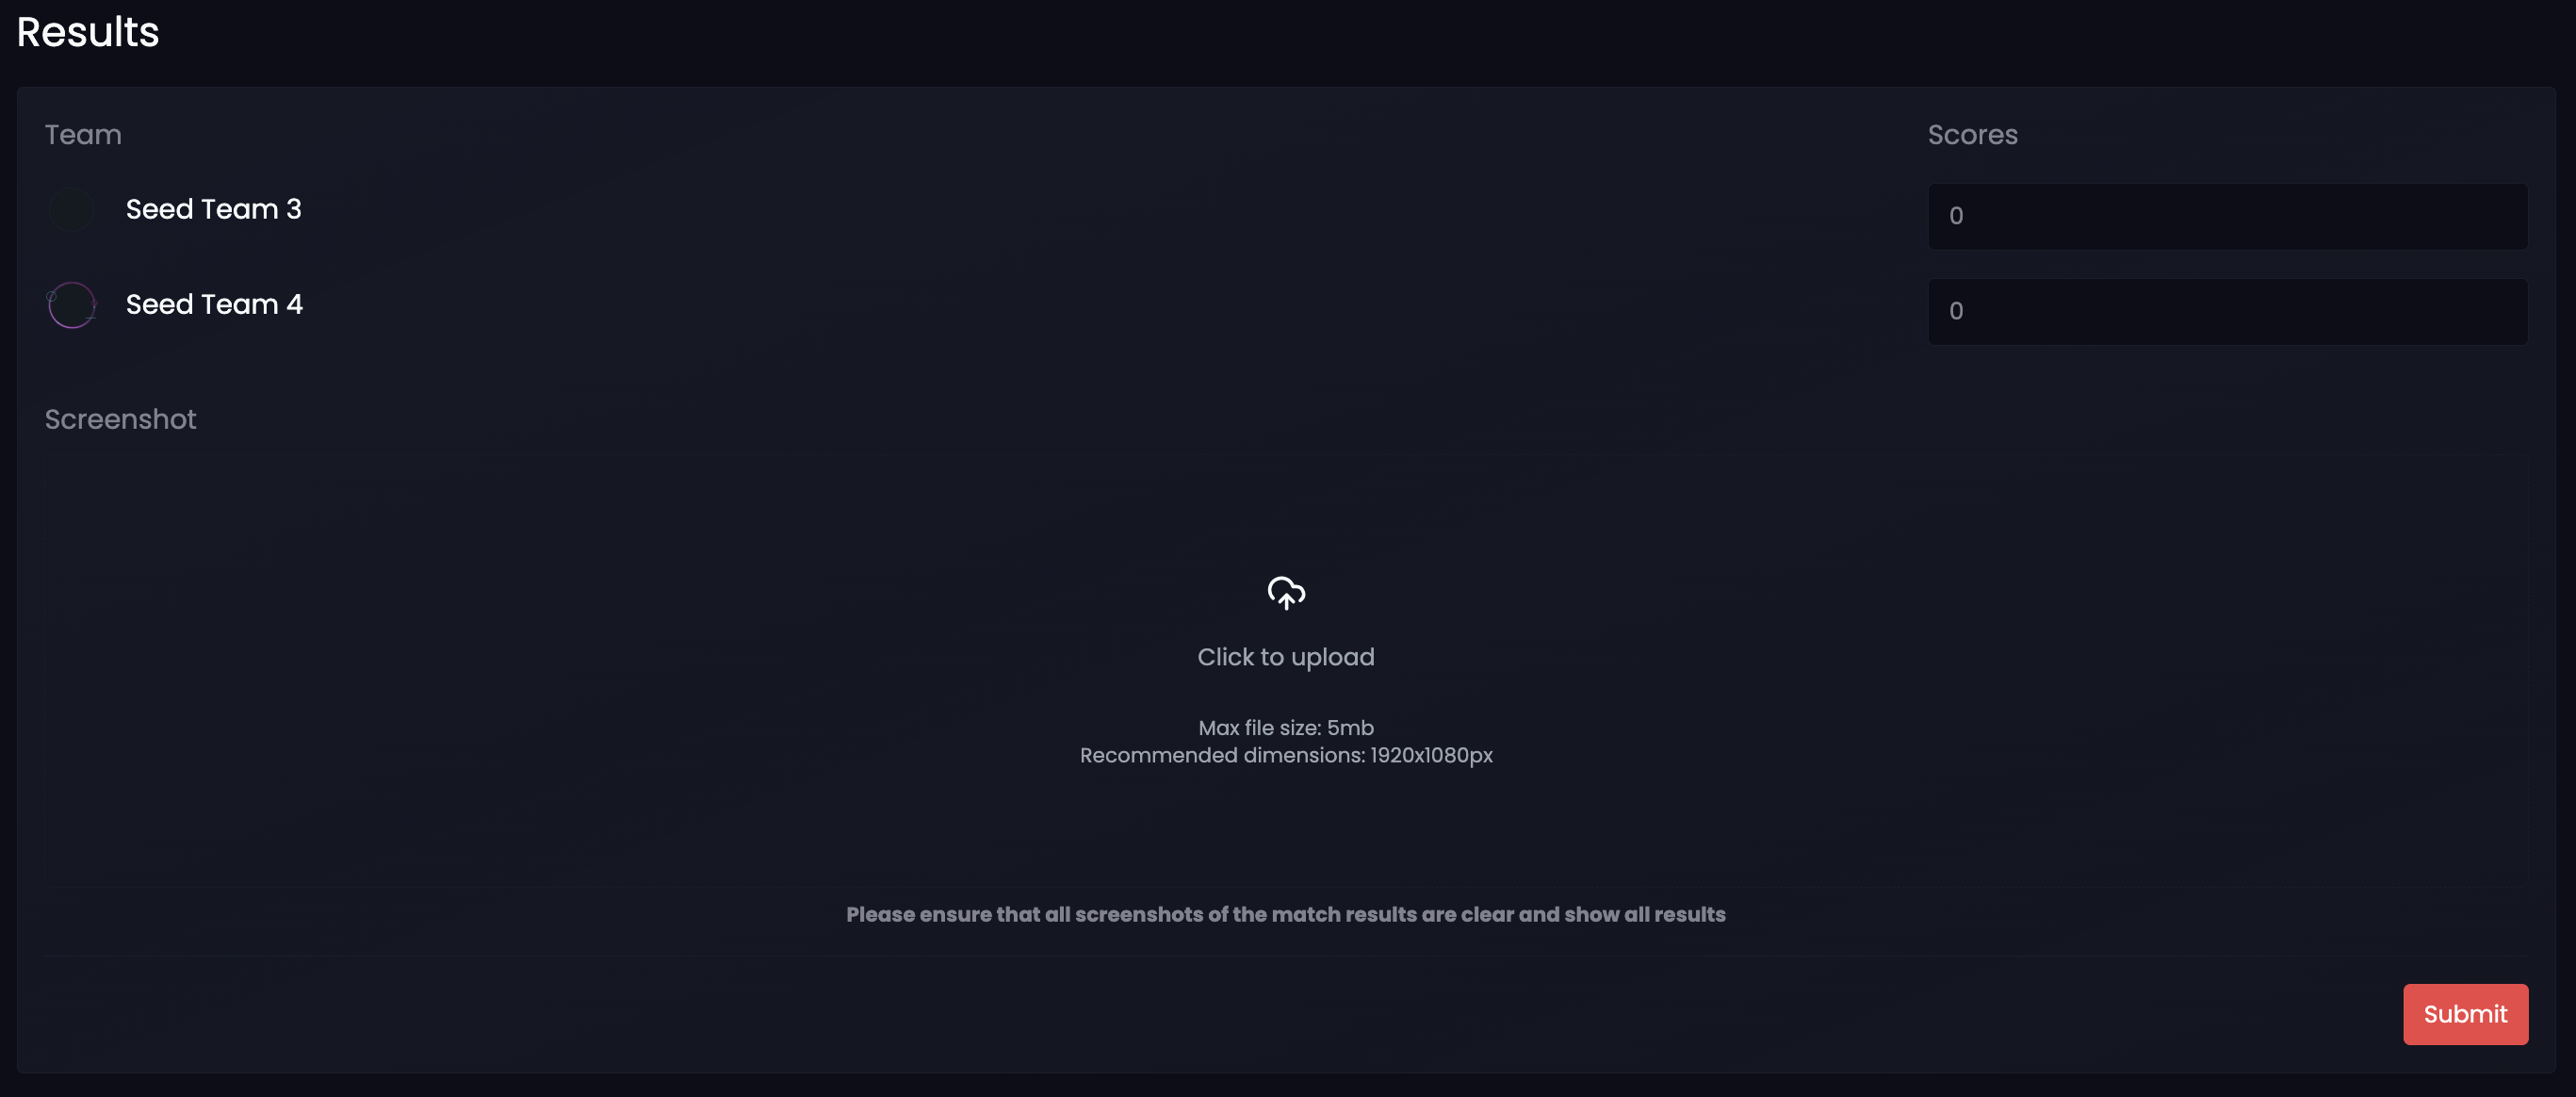 Results
Team
Scores
Seed Team 3
0
Seed Team 4
0
Screenshot
Click to upload
Max file size: 5mb
Recommended dimensions: 1920x1080px
Please ensure that all screenshots of the match results are clear and show all results
Submit